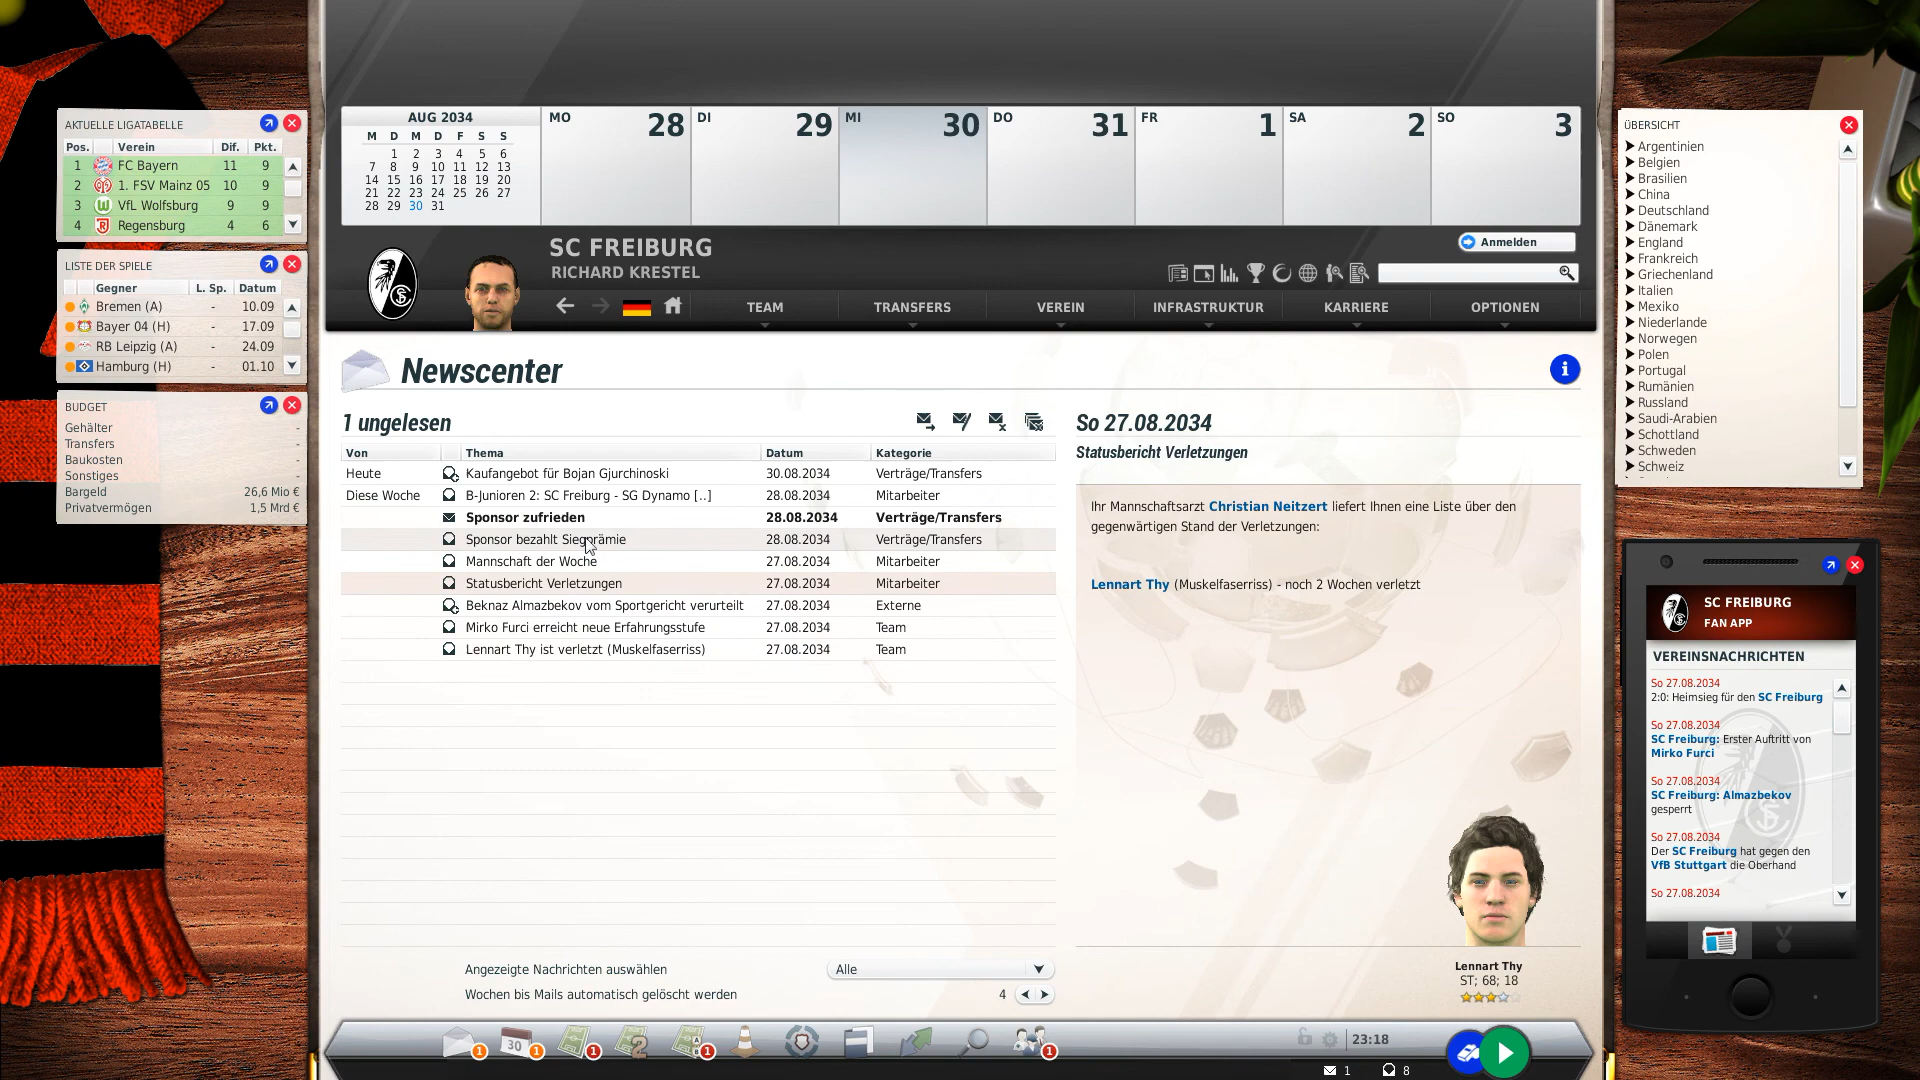 AKTUELLE LIGATABELLE
Pos. Verein Dif. Pkt.
1 FC Bayern 11 9
2 1. FSV Mainz 05 10 9
3 VfL Wolfsburg 9 9
4 Regensburg 4 6
LISTE DER SPIELE
Gegner L. Sp. Datum
Bremen (A) - 10.09
Bayer 04 (H) - 17.09
RB Leipzig (A) - 24.09
Hamburg (H) - 01.10
BUDGET
Gehälter -
Transfers -
Baukosten -
Sonstiges -
Bargeld 26,6 Mio €
Privatvermögen 1,5 Mrd €
AUG 2034
M D M D F S S
1 2 3 4 5 6
7 8 9 10 11 12 13
14 15 16 17 18 19 20
21 22 23 24 25 26 27
28 29 30 31
MO 28 DI 29 MI 30 DO 31 FR 1 SA 2 SO 3
SC FREIBURG
RICHARD KRESTEL
Anmelden
TEAM TRANSFERS VEREIN INFRASTRUKTUR KARRIERE OPTIONEN
Newscenter
1 ungelesen
Von Thema Datum Kategorie
Heute Kaufangebot für Bojan Gjurchinoski 30.08.2034 Verträge/Transfers
Diese Woche B-Junioren 2: SC Freiburg - SG Dynamo [..] 28.08.2034 Mitarbeiter
Sponsor zufrieden 28.08.2034 Verträge/Transfers
Sponsor bezahlt Siegprämie 28.08.2034 Verträge/Transfers
Mannschaft der Woche 27.08.2034 Mitarbeiter
Statusbericht Verletzungen 27.08.2034 Mitarbeiter
Beknaz Almazbekov vom Sportgericht verurteilt 27.08.2034 Externe
Mirko Furci erreicht neue Erfahrungsstufe 27.08.2034 Team
Lennart Thy ist verletzt (Muskelfaserriss) 27.08.2034 Team
Angezeigte Nachrichten auswählen Alle
Wochen bis Mails automatisch gelöscht werden 4
So 27.08.2034
Statusbericht Verletzungen
Ihr Mannschaftsarzt Christian Neitzert liefert Ihnen eine Liste über den
gegenwärtigen Stand der Verletzungen:
Lennart Thy (Muskelfaserriss) - noch 2 Wochen verletzt
Lennart Thy
ST; 68; 18
ÜBERSICHT
Argentinien
Belgien
Brasilien
China
Deutschland
Dänemark
England
Frankreich
Griechenland
Italien
Mexiko
Niederlande
Norwegen
Polen
Portugal
Rumänien
Russland
Saudi-Arabien
Schottland
Schweden
Schweiz
SC FREIBURG
FAN APP
VEREINSNACHRICHTEN
So 27.08.2034
2:0: Heimsieg für den SC Freiburg
So 27.08.2034
SC Freiburg: Erster Auftritt von
Mirko Furci
So 27.08.2034
SC Freiburg: Almazbekov
gesperrt
So 27.08.2034
Der SC Freiburg hat gegen den
VfB Stuttgart die Oberhand
So 27.08.2034
1 30 1 1 2 1 1
23:18
1 8